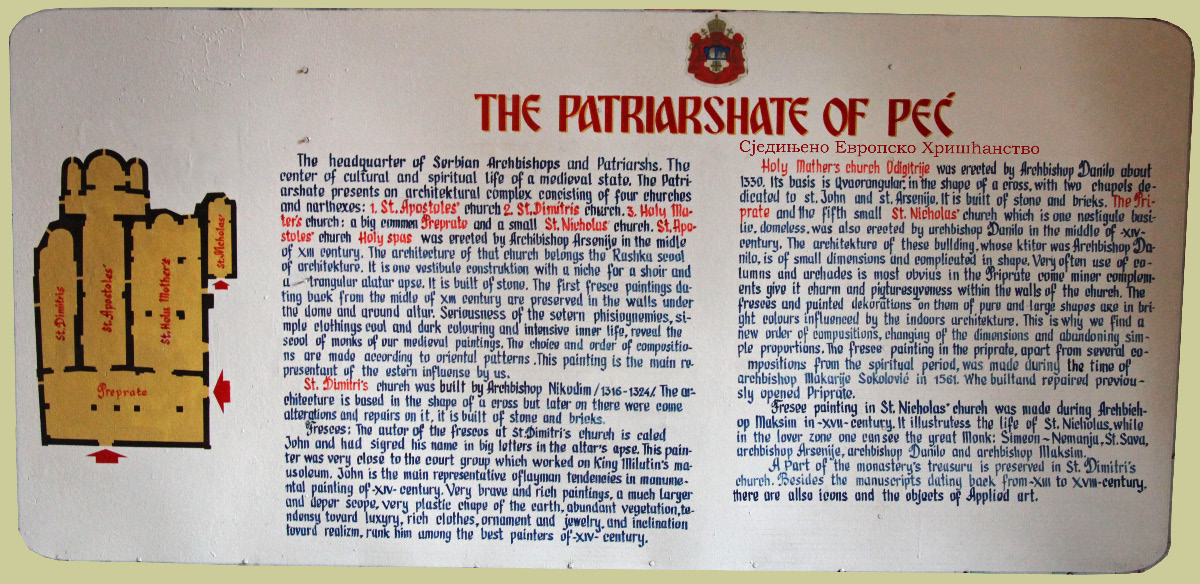 THE PATRIARSHATE OF PEĆ
Сједињено Европско Хришћанство
St. Dimitris
St. Apostoles'
St. Holu Mother's
St. Nicholas'
Preprate
The headquarter of Serbian Archbishops and Patriarshs. The
center of cultural and spiritual life of a medieval state. The Patri-
arshate presents an architectural complex consisting of four churches
and narthexes: 1. St. Apostoles' church 2. St. Dimitris church. 3. Holy Ma-
ter's church: a big common Preprate and a small St. Nicholas' church. St. Apo-
stoles' church Holy spas was erected by Archibishop Arsenije in the middle
of XIII century. The architecture of that church belongs the Rashka scool
of architecture. It is one vestibule construktion with a niche for a shoir and
a trangular alatar apse. It is built of stone. The first fresce paintings da-
ting back from the midle of XIII century are preserved in the walls under
the dome and around altar. Seriousness of the setern phisioynemies, si-
mple clothings cool and dark colouring and intensive inner life, reveal the
scool of monks of our medieval paintings. The choice and order of compositio-
ns are made according to oriental patterns. This painting is the main re-
presentant of the estern influense by us.
St. Dimitri's church was built by Archbishop Nikodim /1316-1324/. The ar-
chitecture is based in the shape of a cross but later on there were come
alterations and repairs on it, it is built of stone and bricks.
Fresces: The autor of the frescos at St. Dimitri's church is caled
John and had sigred his name in big letters in the altar's apse. This pain-
ter was very close to the court group which worked on King Milutin's ma-
usoleum. John is the main representative oflayman tendencies in monume-
ntal painting of -XIV- century. Very brave and rich paintings, a much larger
and deper scope, very plastic chape of the earth, abundant vegetation, te-
ndensy tovard luxury, rich clothes, ornament and jewelry, and inclination
tovard realizm, rank him among the best painters of -XIV- century.
Holy Mather's church Odigitrije was erected by Archbishop Danilo about
1330. Its basis is Qvaorangular, in the shape of a cross, with two chapels de-
dicated to st. John and st. Arsenije. It is built of stone and bricks. The Pri-
prate and the fifth small St. Nicholas' church which is one nestigule basi-
lic, domeless, was also erected by archbishop Danilo in the middle of -XIV-
century. The architecture of these bullding, whose ktitor was Archbishop Da-
nilo, is of small dimensions and complicated in shape. Very often use of co-
lumns and archades is most obvius in the Priprate come miner complem-
ents give it charm and pigturesyveness within the walls of the church. The
fresces and painted dekorations on them of pure and large shapes axe in bri-
ght colours influenced by the indoors architekture. This is why we find a
new order of compositions, changing of the dimensions and abandoning sim-
ple proportions. The fresce painting in the priprate, apart from several co-
mpositions from the spiritual period, was made during the time of
archbishop Makarije Sokolović in 1561. Who builtand repaired previou-
sly opened Priprate.
Fresce painting in St. Nicholas' church was made during Archbich-
op Maksim in -XVII- century. It illustratess the life of St. Nicholas, while
in the lover zone one can see the great Monk: Simeon - Nemanja, St. Sava,
archbishop Arsenije, archbishop Danilo and archbishop Maksim.
A Part of the monastery's treasuru is preserved in St. Dimitri's
church. Besides the manuscripts dating back from -XIII to XVIII- century,
there are allso icons and the objects of Applied art.